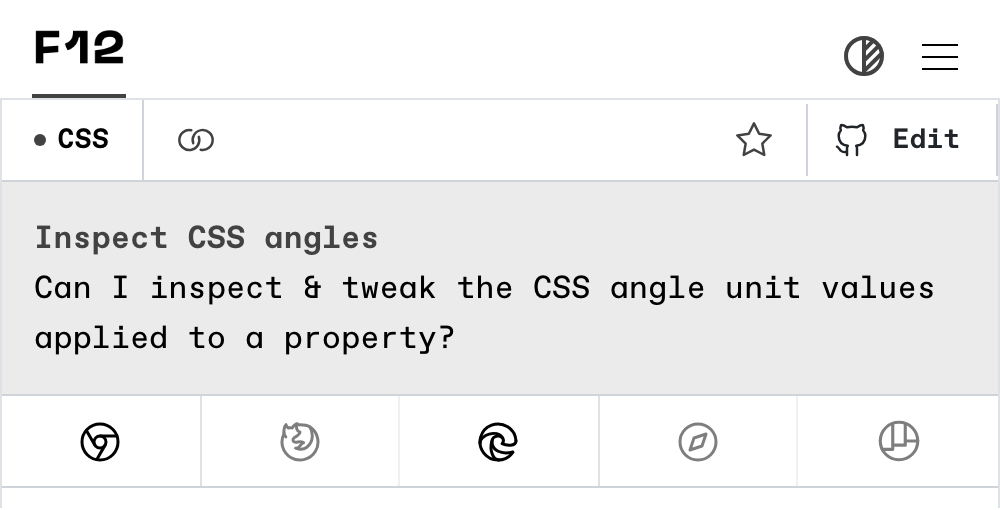 F12
CSS
Edit
Inspect CSS angles
Can I inspect & tweak the CSS angle unit values
applied to a property?